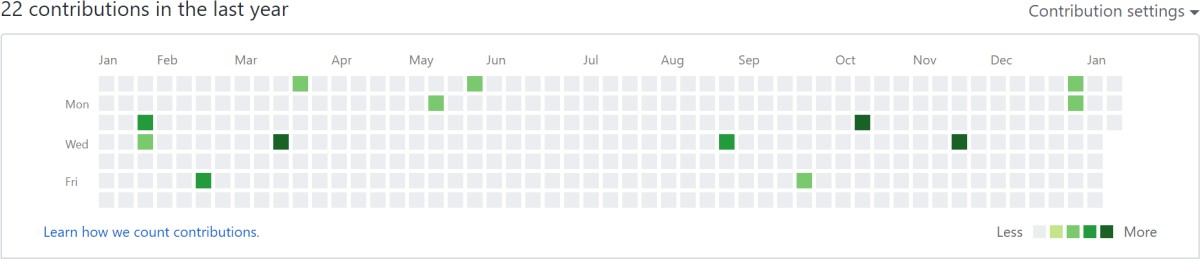 22 contributions in the last year
Contribution settings
Jan Feb Mar Apr May Jun Jul Aug Sep Oct Nov Dec Jan
Mon
Wed
Fri
Learn how we count contributions.
Less More